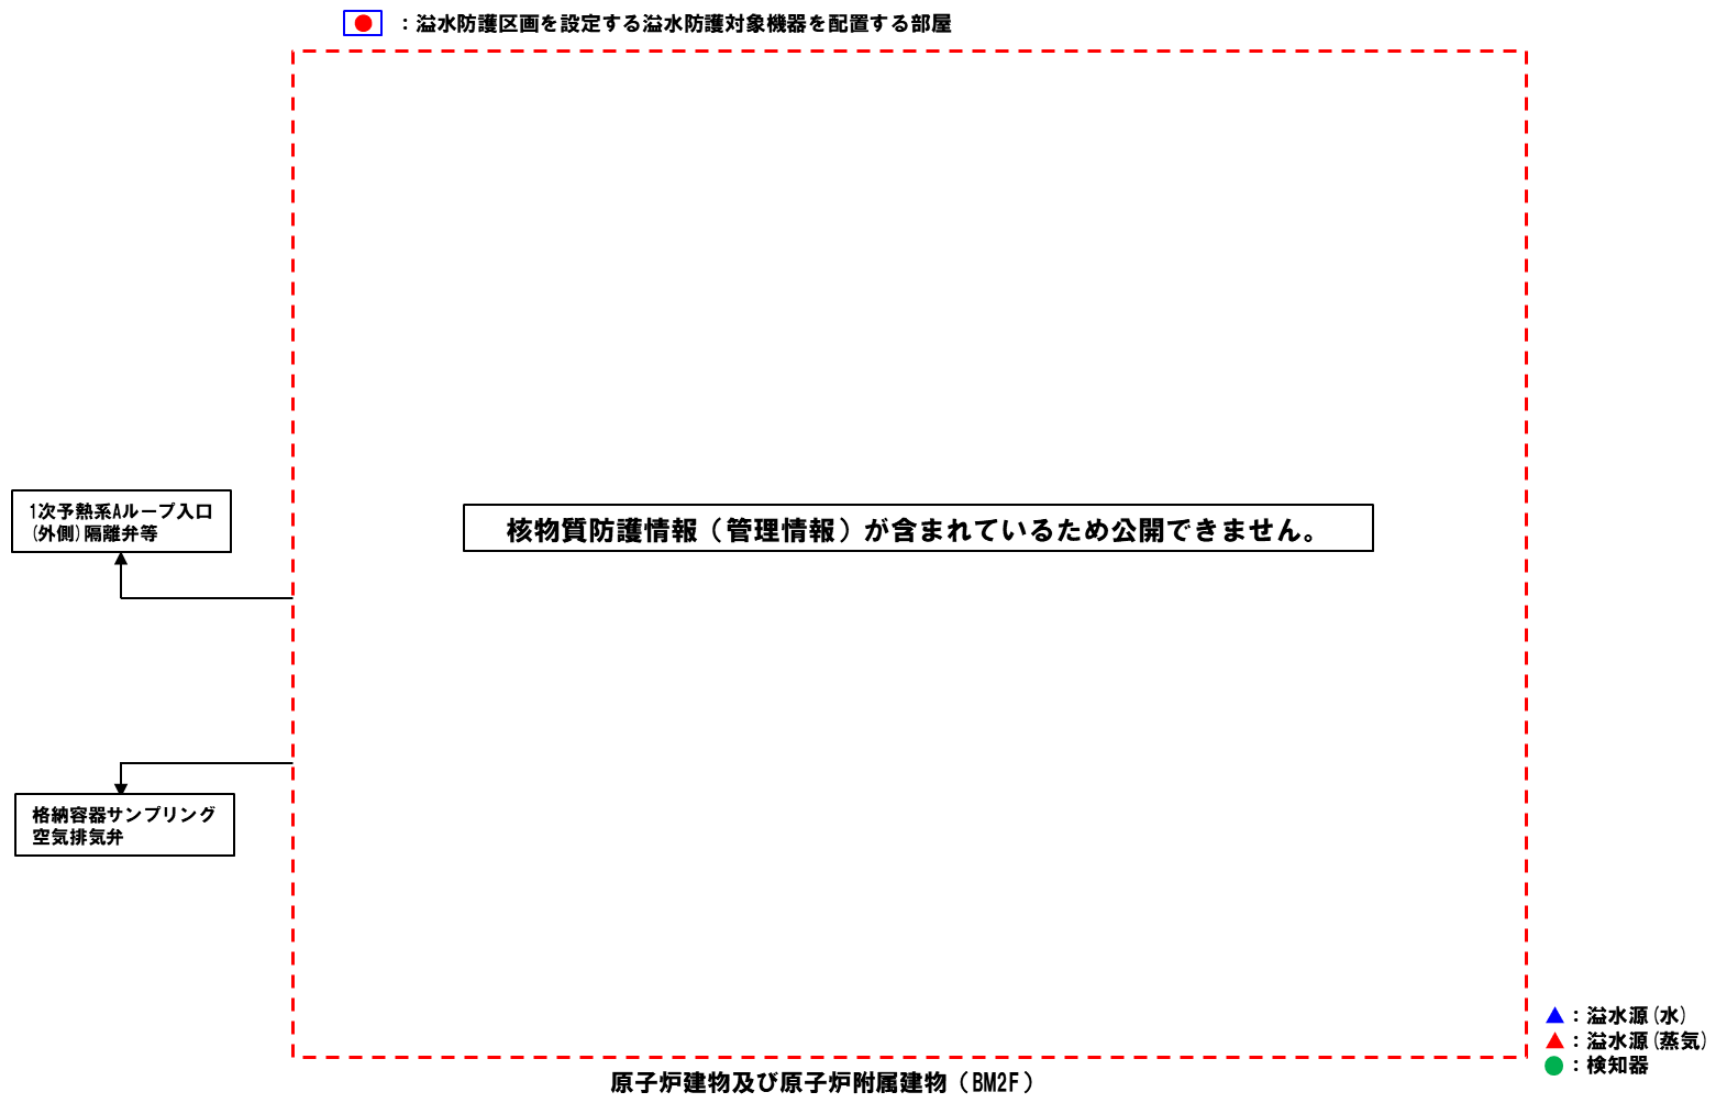 ：溢水防護区画を設定する溢水防護対象機器を配置する部屋
1次予熱系Aループ入口
(外側)隔離弁等
核物質防護情報（管理情報）が含まれているため公開できません。
格納容器サンプリング
空気排気弁
：溢水源(水)
：溢水源(蒸気)
：検知器
原子炉建物及び原子炉附属建物（BM2F）